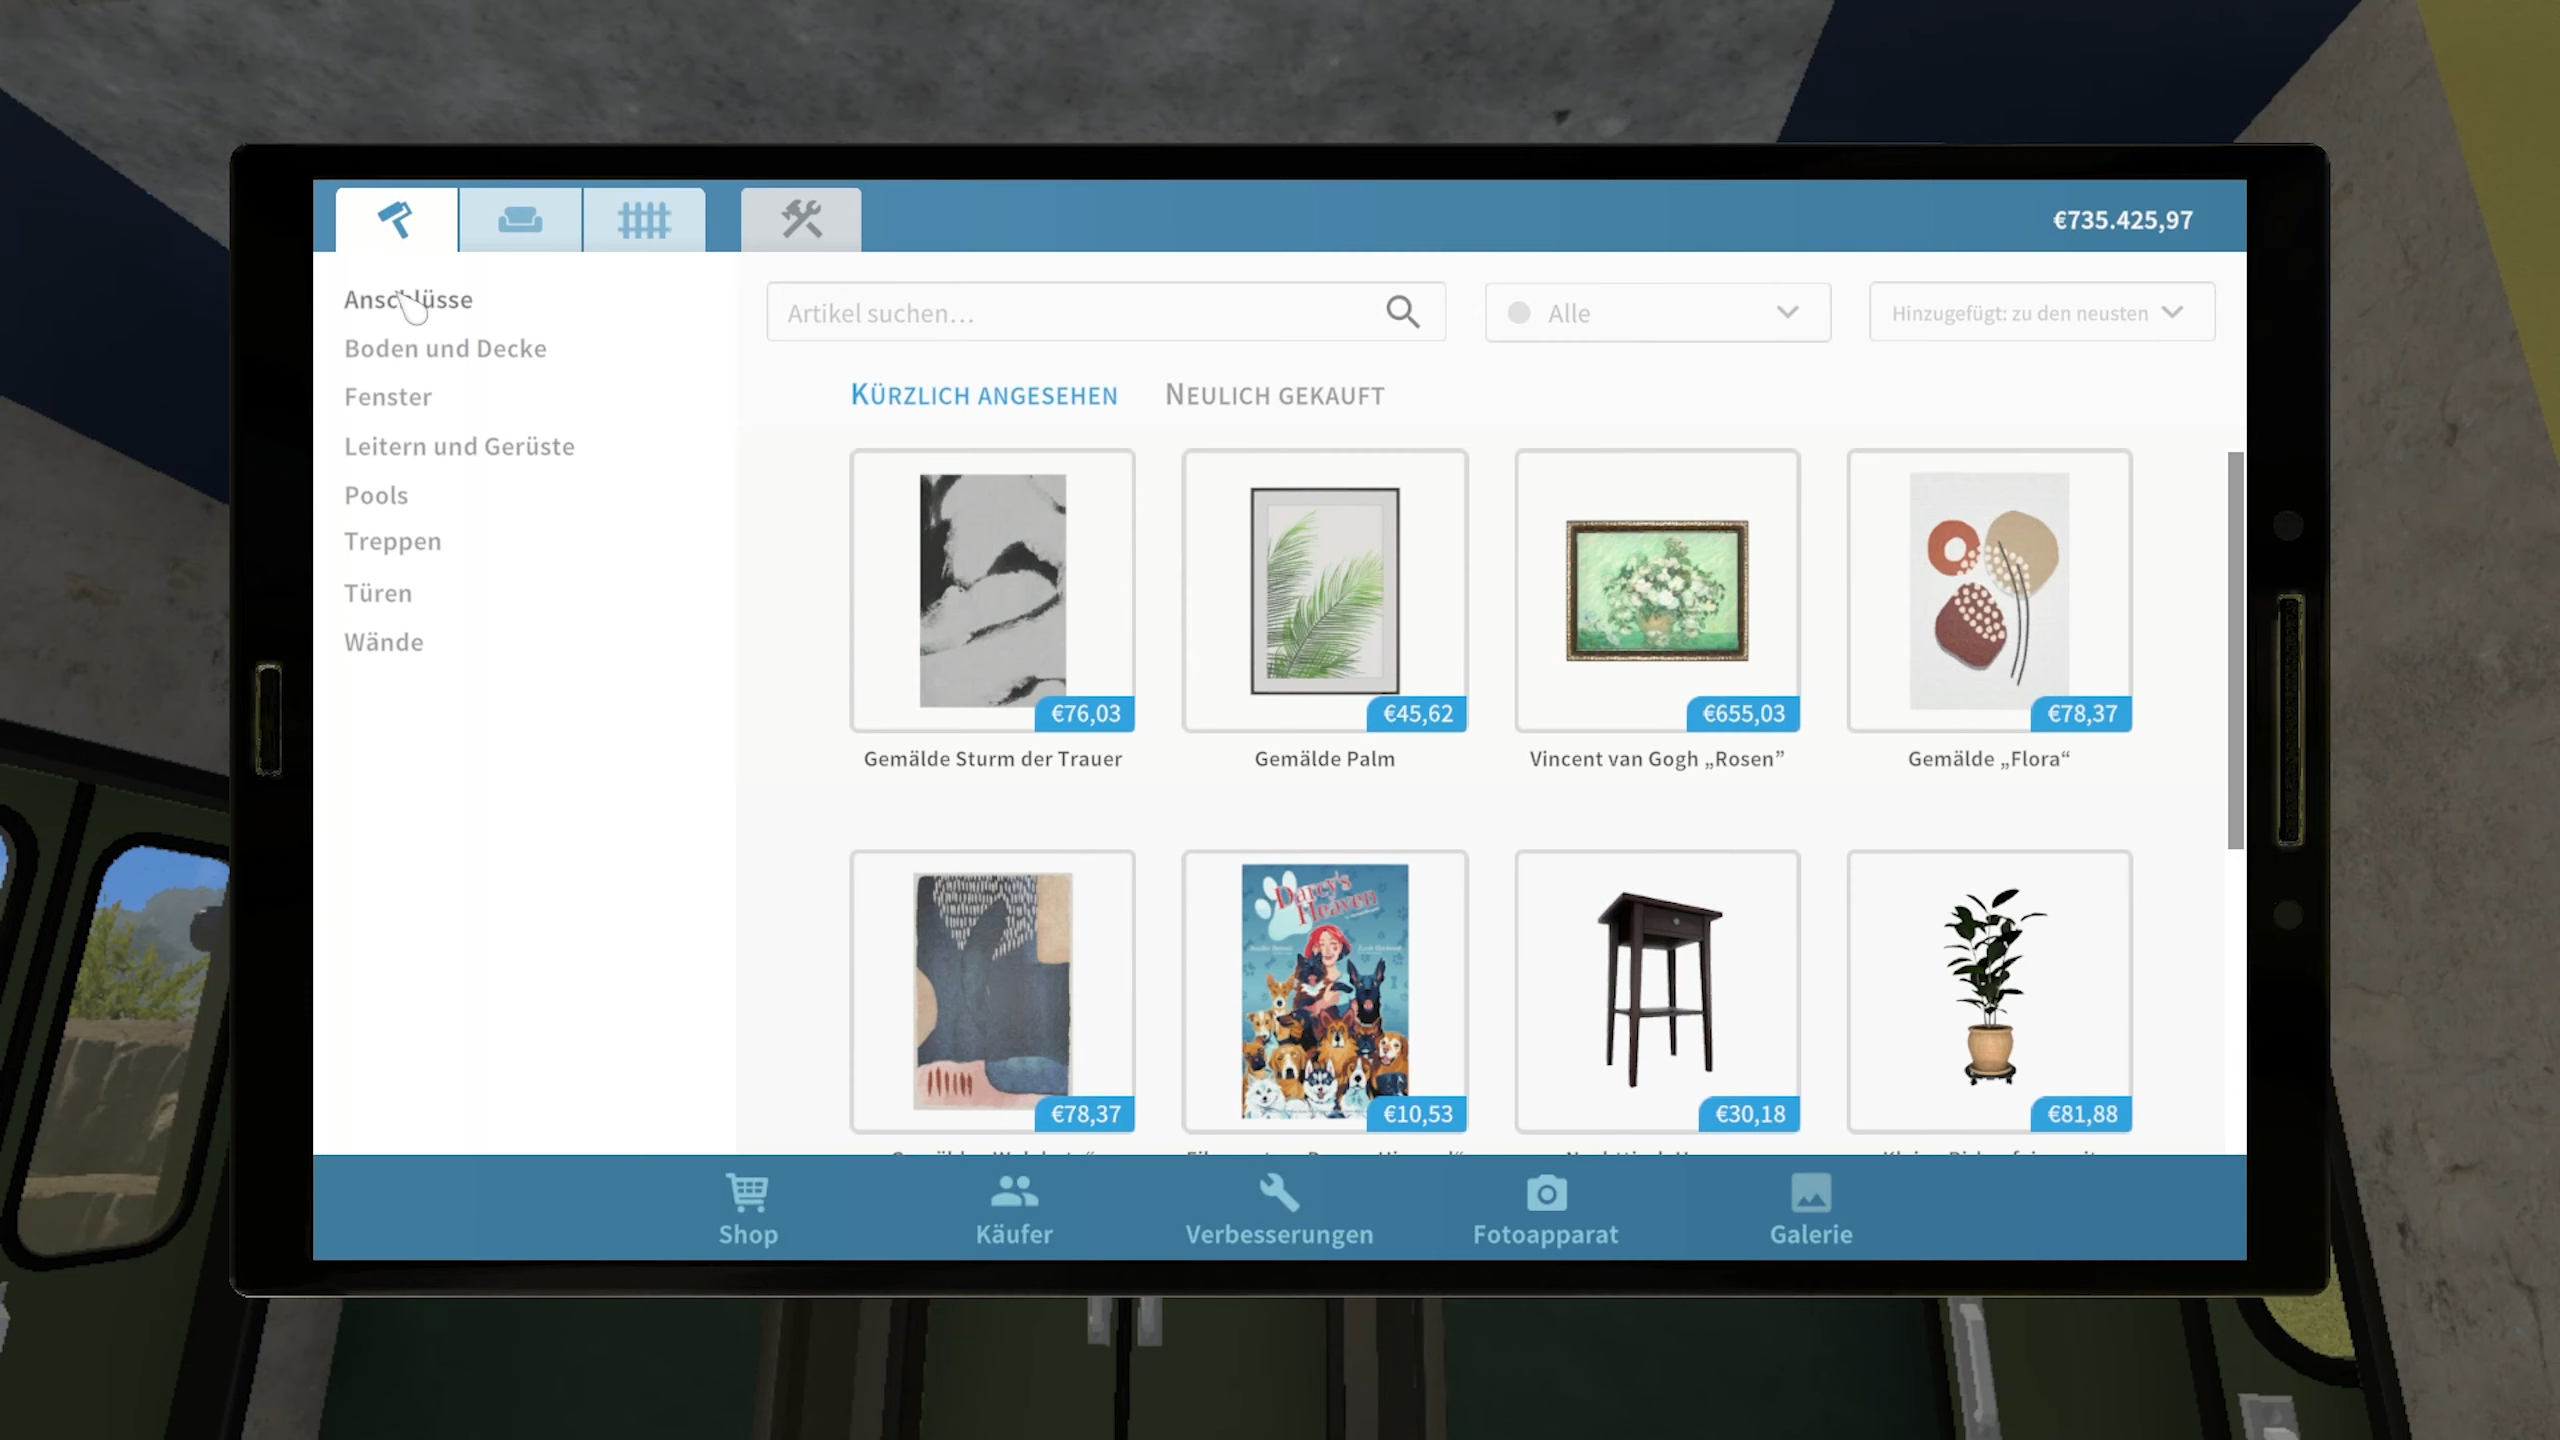 €735.425,97
Anschlüsse
Boden und Decke
Fenster
Leitern und Gerüste
Pools
Treppen
Türen
Wände
Artikel suchen...
Alle
Hinzugefügt: zu den neusten
KÜRZLICH ANGESEHEN
NEULICH GEKAUFT
€76,03
€45,62
€655,03
€78,37
Gemälde Sturm der Trauer
Gemälde Palm
Vincent van Gogh „Rosen”
Gemälde „Flora“
Darcy's
Heaven
€78,37
€10,53
€30,18
€81,88
Shop
Käufer
Verbesserungen
Fotoapparat
Galerie